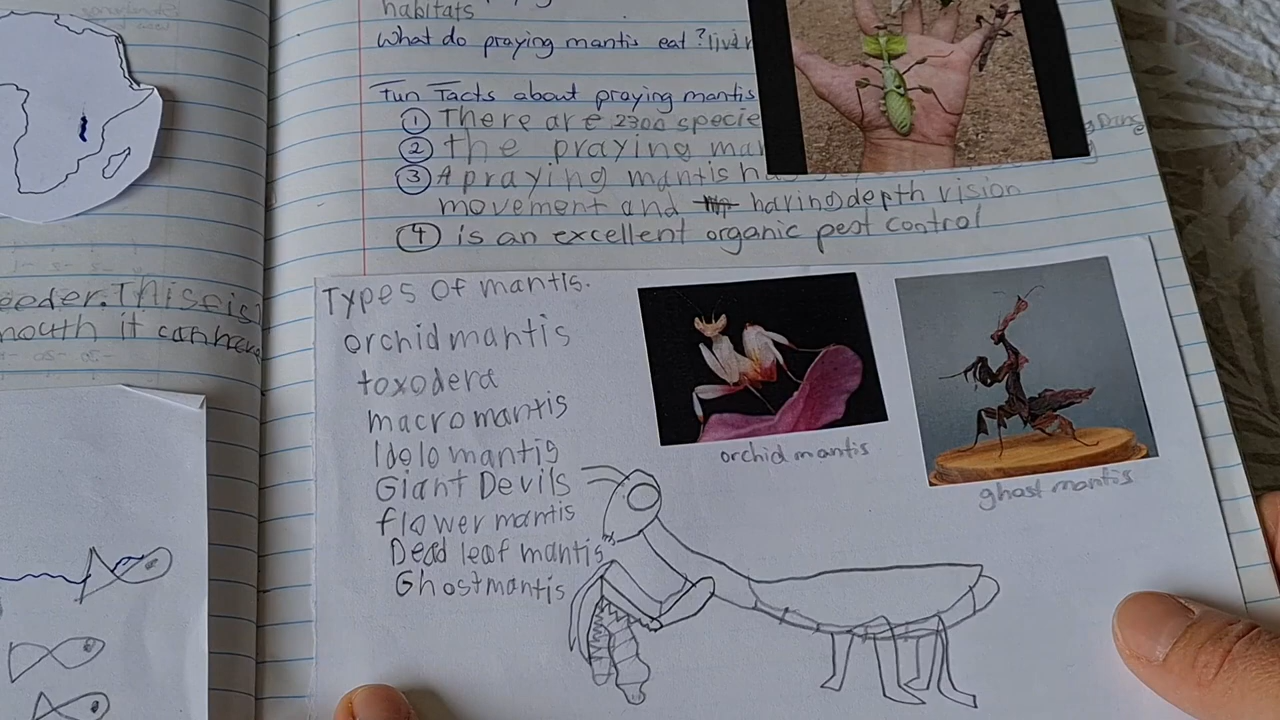 habitats
What do praying mantis eat?
Fun Facts about praying mantis
① There are 2300 specie
② the praying
③ A praying mantis
movement and having depth vision
④ is an excellent organic pest control
eeder. This is
mouth it can have
Types of mantis.
orchid mantis
toxodera
macromantis
Idolo mantis
Giant Devils
flower mantis
Dead leaf mantis
Ghost mantis
orchid mantis
ghost mantis